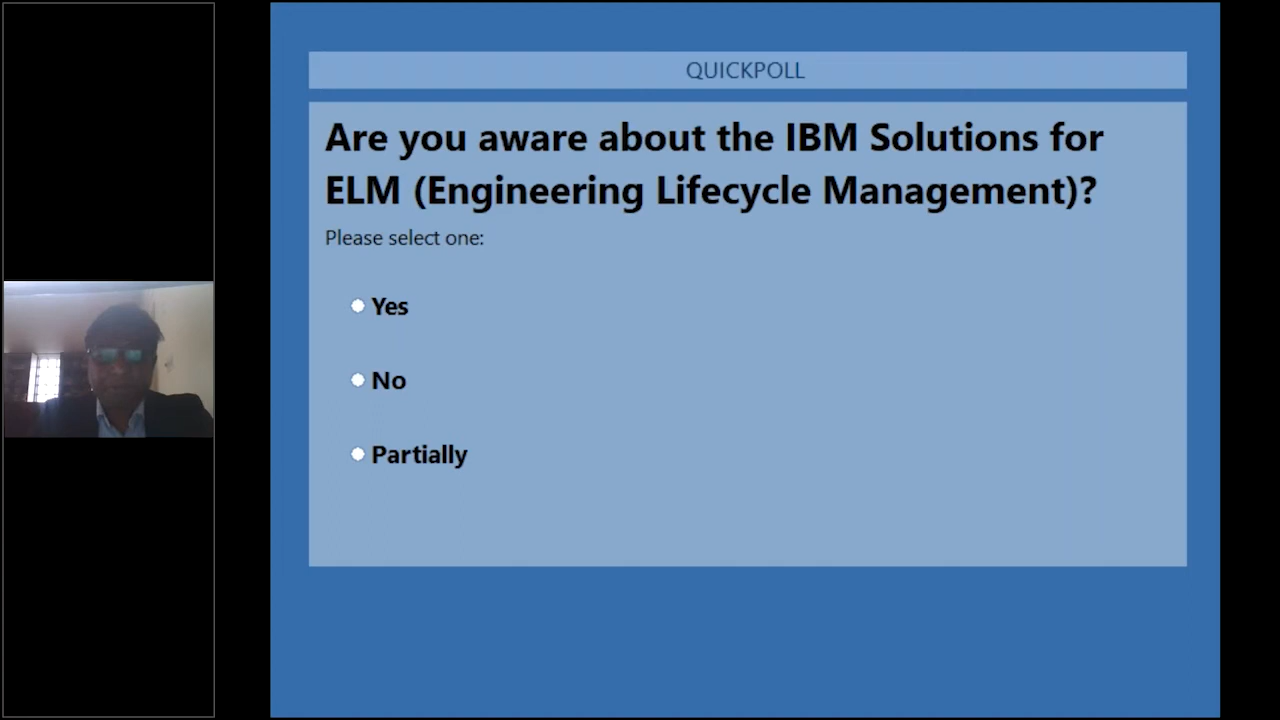 QUICKPOLL
Are you aware about the IBM Solutions for
ELM (Engineering Lifecycle Management)?
Please select one:
Yes
No
Partially